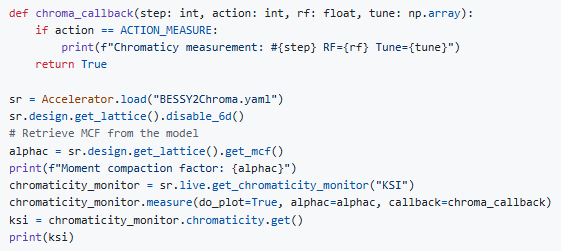 def chroma_callback(step: int, action: int, rf: float, tune: np.array):
    if action == ACTION_MEASURE:
        print(f"Chromaticy measurement: #{step} RF={rf} Tune={tune}")
    return True

sr = Accelerator.load("BESSY2Chroma.yaml")
sr.design.get_lattice().disable_6d()
# Retrieve MCF from the model
alphac = sr.design.get_lattice().get_mcf()
print(f"Moment compaction factor: {alphac}")
chromaticity_monitor = sr.live.get_chromaticity_monitor("KSI")
chromaticity_monitor.measure(do_plot=True, alphac=alphac, callback=chroma_callback)
ksi = chromaticity_monitor.chromaticity.get()
print(ksi)